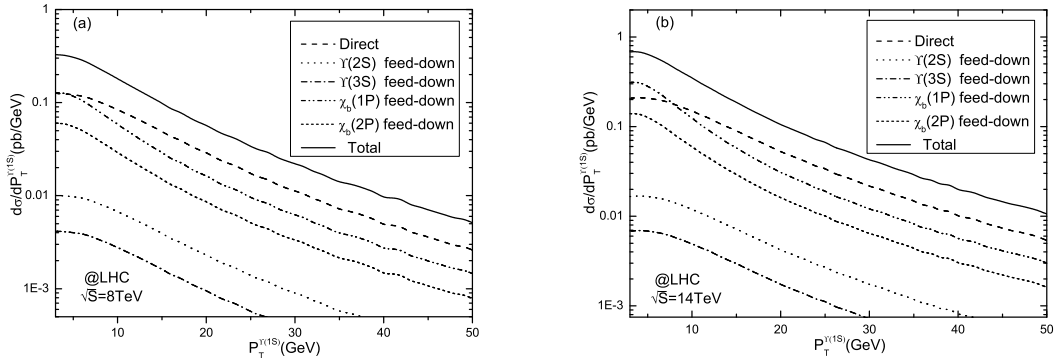 (a)
Direct
ϒ(2S) feed-down
ϒ(3S) feed-down
χb(1P) feed-down
χb(2P) feed-down
Total
1
0.1
0.01
1E-3
dσ/dP_T^ϒ(1S)(pb/GeV)
@LHC
√S=8TeV
10 20 30 40 50
P_T^ϒ(1S)(GeV)
(b)
Direct
ϒ(2S) feed-down
ϒ(3S) feed-down
χb(1P) feed-down
χb(2P) feed-down
Total
1
0.1
0.01
1E-3
dσ/dP_T^ϒ(1S)(pb/GeV)
@LHC
√S=14TeV
10 20 30 40 50
P_T^ϒ(1S)(GeV)